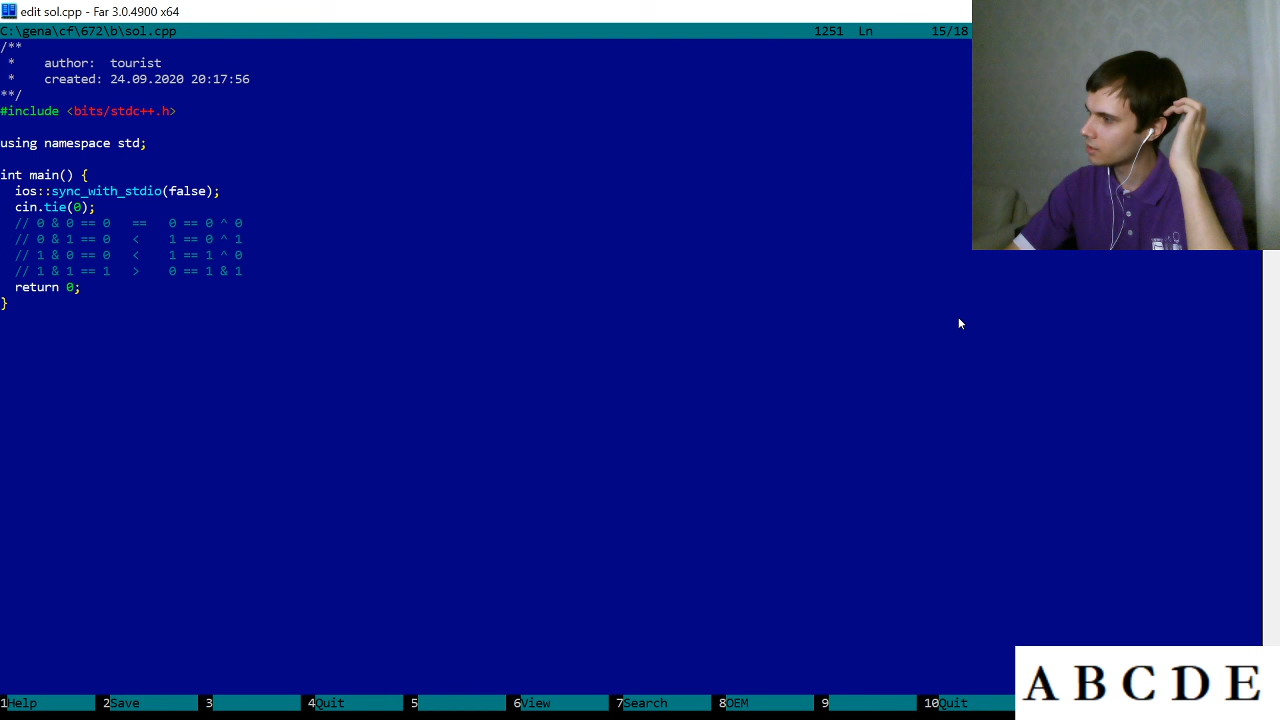 edit sol.cpp - Far 3.0.4900 x64
C:\gena\cf\672\b\sol.cpp 1251 Ln 15/18
/**
 *    author:  tourist
 *    created: 24.09.2020 20:17:56
**/
#include <bits/stdc++.h>
using namespace std;
int main() {
  ios::sync_with_stdio(false);
  cin.tie(0);
  // 0 & 0 == 0   ==   0 == 0 ^ 0
  // 0 & 1 == 0   <    1 == 0 ^ 1
  // 1 & 0 == 0   <    1 == 1 ^ 0
  // 1 & 1 == 1   >    0 == 1 & 1
  return 0;
}
A B C D E
1Help 2Save 3 4Quit 5 6View 7Search 8OEM 9 10Quit